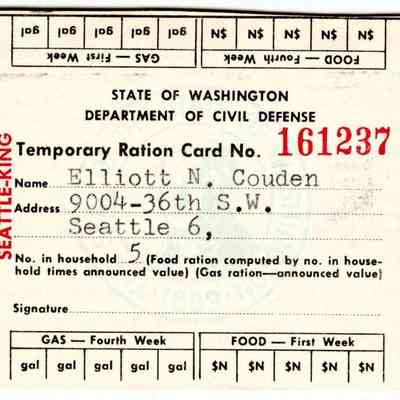 gal gal gal gal gal
GAS — First Week
$N $N $N $N $N
FOOD — Fourth Week
STATE OF WASHINGTON
DEPARTMENT OF CIVIL DEFENSE
Temporary Ration Card No. 161237
SEATTLE-KING
Name Elliott N. Couden
Address 9004-36th S.W.
Seattle 6,
No. in household 5 (Food ration computed by no. in house-
hold times announced value) (Gas ration—announced value)
Signature
GAS — Fourth Week
FOOD — First Week
gal gal gal gal gal
$N $N $N $N $N